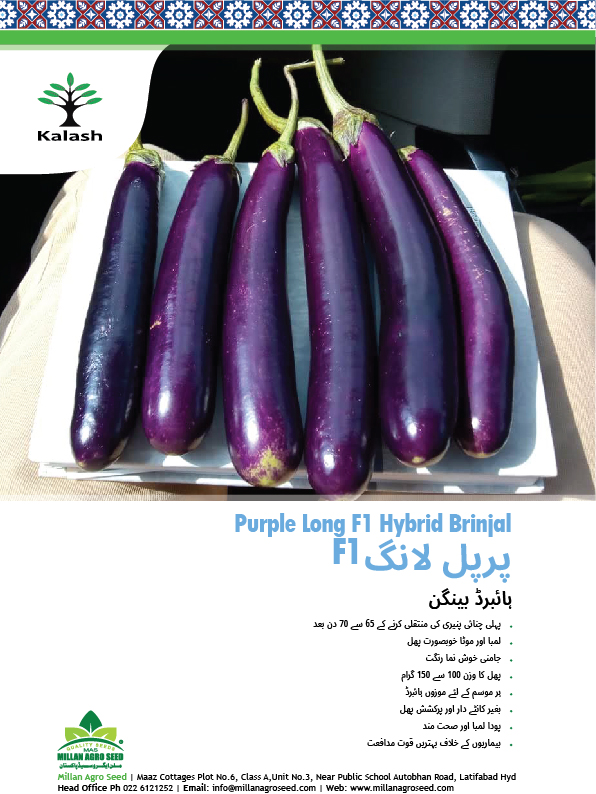 Kalash
Purple Long F1 Hybrid Brinjal
پرپل لانگ F1
ہائبرڈ بینگن
پہلی چنائی پنیری کی منتقلی کرنے کے 65 سے 70 دن بعد
لمبا اور موٹا خوبصورت پھل
جامنی خوش نما رنگت
پھل کا وزن 100 سے 150 گرام
ہر موسم کے لئے موزوں ہائبرڈ
بغیر کانٹے دار اور پرکشش پھل
پودا لمبا اور صحت مند
بیماریوں کے خلاف بہترین قوت مدافعت
QUALITY SEEDS
MAS
MILLAN AGRO SEED
ملن ایگرو سیڈ پاکستان
Millan Agro Seed | Maaz Cottages Plot No.6, Class A,Unit No.3, Near Public School Autobhan Road, Latifabad Hyd
Head Office Ph 022 6121252 | Email: info@millanagroseed.com | Web: www.millanagroseed.com